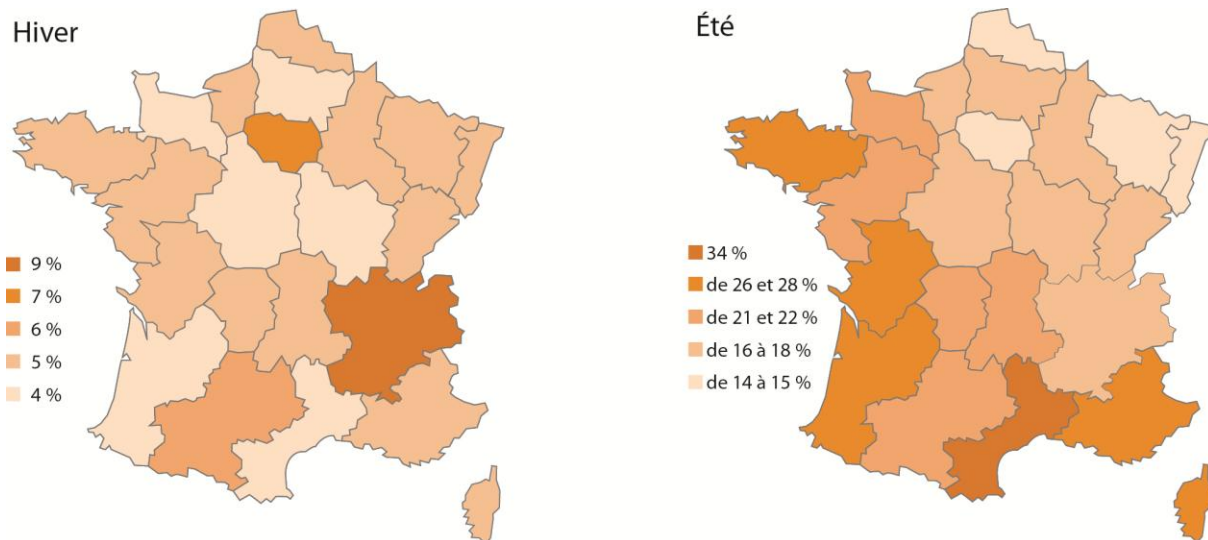 Hiver
9 %
7 %
6 %
5 %
4 %
Été
34 %
de 26 et 28 %
de 21 et 22 %
de 16 à 18 %
de 14 à 15 %